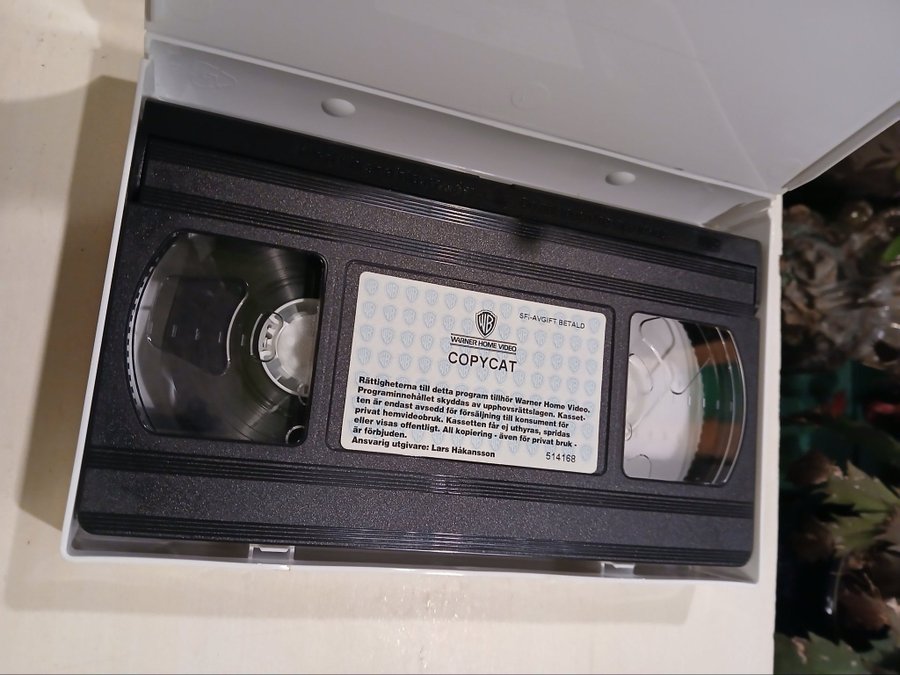 SFI-AVGIFT BETALD
WB
WARNER HOME VIDEO
COPYCAT
Rättigheterna till detta program tillhör Warner Home Video.
Programinnehållet skyddas av upphovsrättslagen. Kasset-
ten är endast avsedd för försäljning till konsument för
privat hemvideobruk. Kassetten får ej uthyras, spridas
eller visas offentligt. All kopiering - även för privat bruk -
är förbjuden.
Ansvarig utgivare: Lars Håkansson
514168